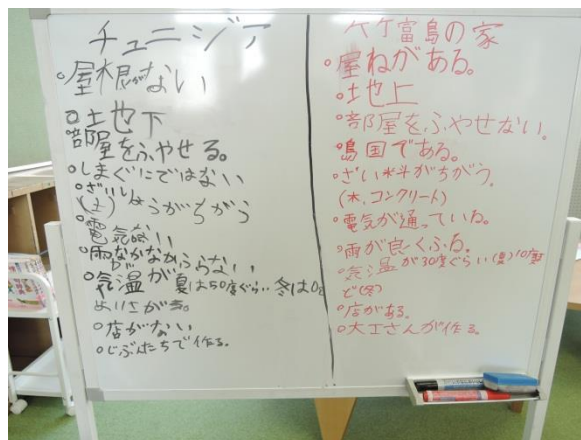 チュニジア
○屋根がない
○土地下
部屋をふやせる。
○しまぐにではない
○ざいしょうがちがう
(土)
○電気ない
○雨がなかなかふらない
○気温が夏は50度ぐらい 冬は0度
よりさがる。
○店がない
○じぶんたちで作る。
竹富島の家
○屋ねがある。
○土地上
○部屋をふやせない。
○島国である。
○ざい料がちがう。
(木、コンクリート)
○電気が通っている。
○雨が良くふる。
○気温が30度ぐらい(夏)10度
ど(冬)
○店がある。
○大工さんが作る。